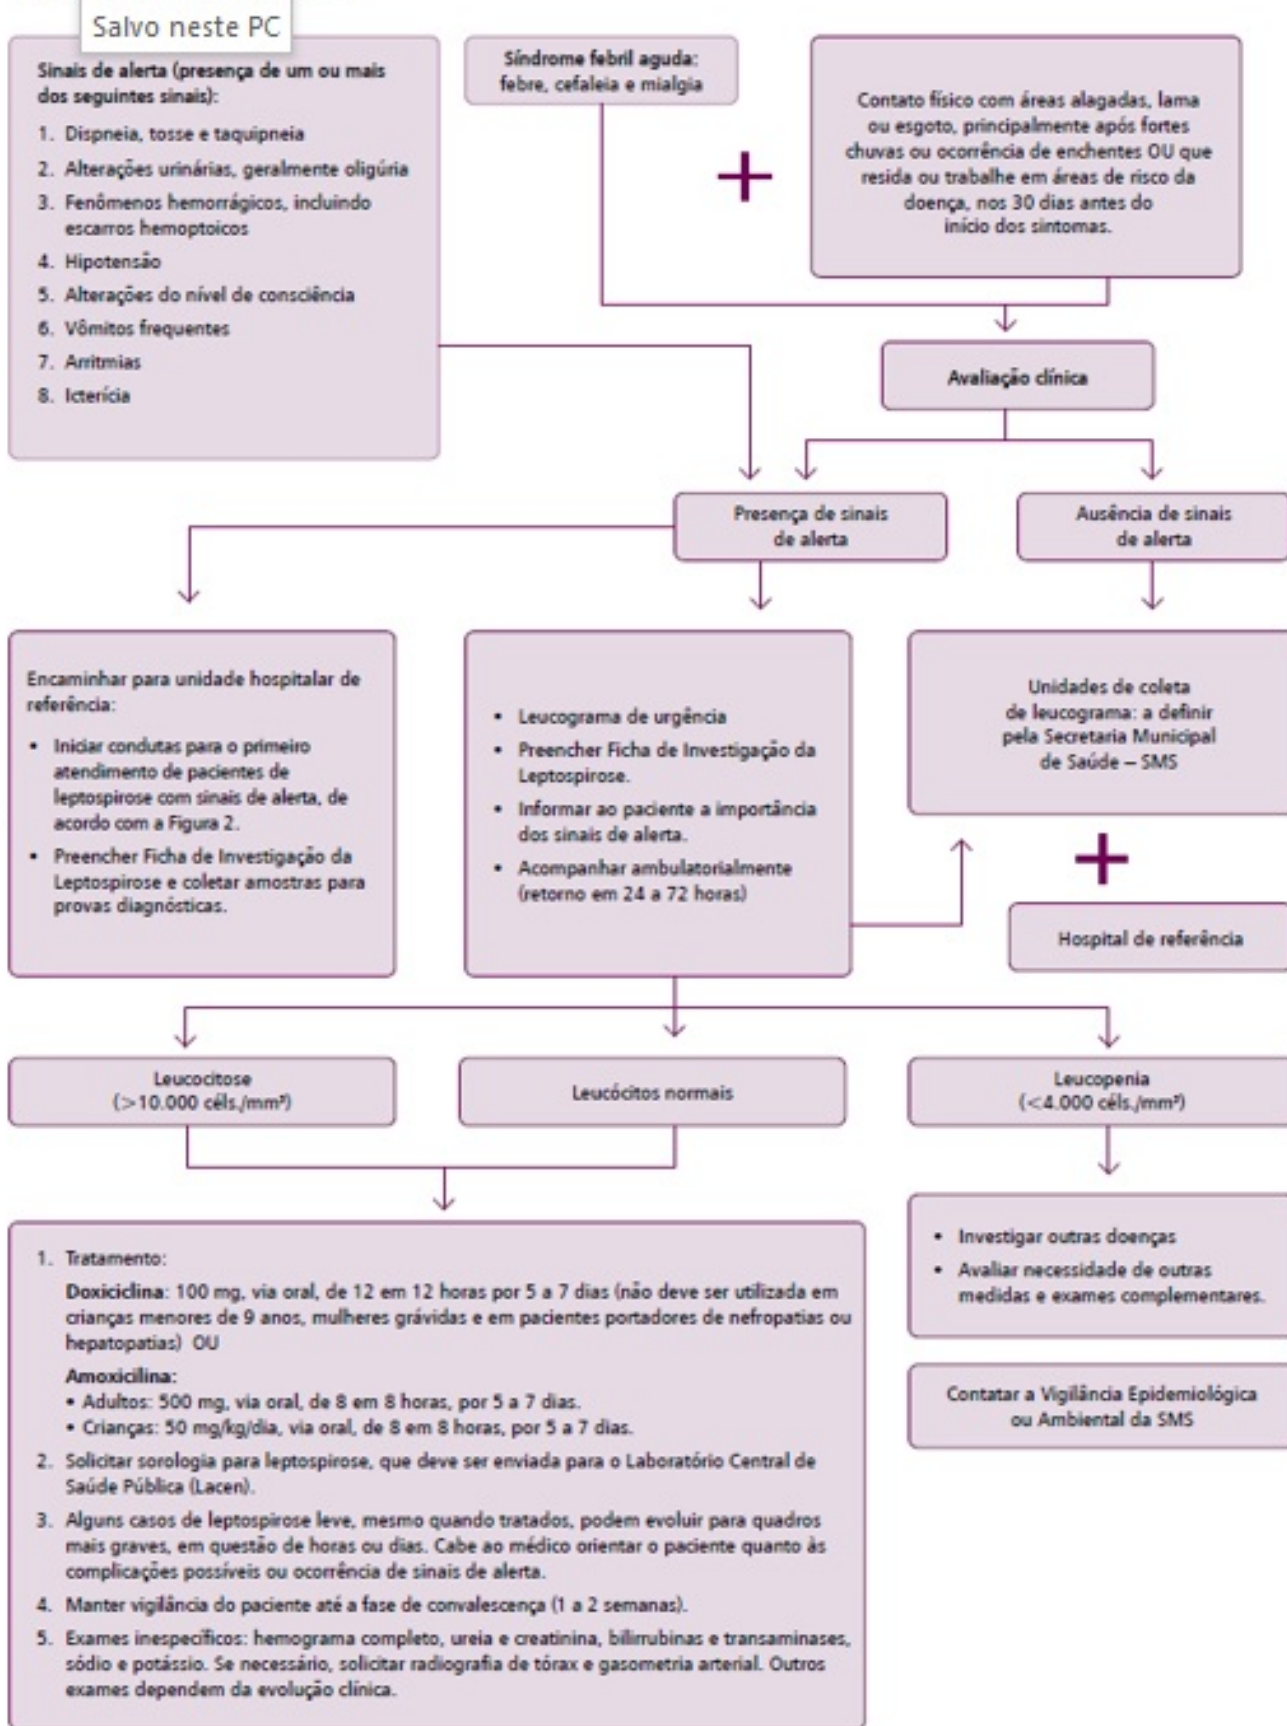 Salvo neste PC
Sinais de alerta (presença de um ou mais
dos seguintes sinais):
1. Dispneia, tosse e taquipneia
2. Alterações urinárias, geralmente oligúria
3. Fenômenos hemorrágicos, incluindo
escarros hemoptoicos
4. Hipotensão
5. Alterações do nível de consciência
6. Vômitos frequentes
7. Arritmias
8. Icterícia
Síndrome febril aguda:
febre, cefaleia e mialgia
+
Contato físico com áreas alagadas, lama
ou esgoto, principalmente após fortes
chuvas ou ocorrência de enchentes OU que
resida ou trabalhe em áreas de risco da
doença, nos 30 dias antes do
início dos sintomas.
Avaliação clínica
Presença de sinais
de alerta
Ausência de sinais
de alerta
Encaminhar para unidade hospitalar de
referência:
• Iniciar condutas para o primeiro
atendimento de pacientes de
leptospirose com sinais de alerta, de
acordo com a Figura 2.
• Preencher Ficha de Investigação da
Leptospirose e coletar amostras para
provas diagnósticas.
• Leucograma de urgência
• Preencher Ficha de Investigação da
Leptospirose.
• Informar ao paciente a importância
dos sinais de alerta.
• Acompanhar ambulatorialmente
(retorno em 24 a 72 horas)
Unidades de coleta
de leucograma: a definir
pela Secretaria Municipal
de Saúde – SMS
+
Hospital de referência
Leucocitose
(>10.000 céls./mm³)
Leucócitos normais
Leucopenia
(<4.000 céls./mm³)
1. Tratamento:
Doxiciclina: 100 mg, via oral, de 12 em 12 horas por 5 a 7 dias (não deve ser utilizada em
crianças menores de 9 anos, mulheres grávidas e em pacientes portadores de nefropatias ou
hepatopatias) OU
Amoxicilina:
• Adultos: 500 mg, via oral, de 8 em 8 horas, por 5 a 7 dias.
• Crianças: 50 mg/kg/dia, via oral, de 8 em 8 horas, por 5 a 7 dias.
2. Solicitar sorologia para leptospirose, que deve ser enviada para o Laboratório Central de
Saúde Pública (Lacen).
3. Alguns casos de leptospirose leve, mesmo quando tratados, podem evoluir para quadros
mais graves, em questão de horas ou dias. Cabe ao médico orientar o paciente quanto às
complicações possíveis ou ocorrência de sinais de alerta.
4. Manter vigilância do paciente até a fase de convalescença (1 a 2 semanas).
5. Exames inespecíficos: hemograma completo, ureia e creatinina, bilirrubinas e transaminases,
sódio e potássio. Se necessário, solicitar radiografia de tórax e gasometria arterial. Outros
exames dependem da evolução clínica.
• Investigar outras doenças
• Avaliar necessidade de outras
medidas e exames complementares.
Contatar a Vigilância Epidemiológica
ou Ambiental da SMS